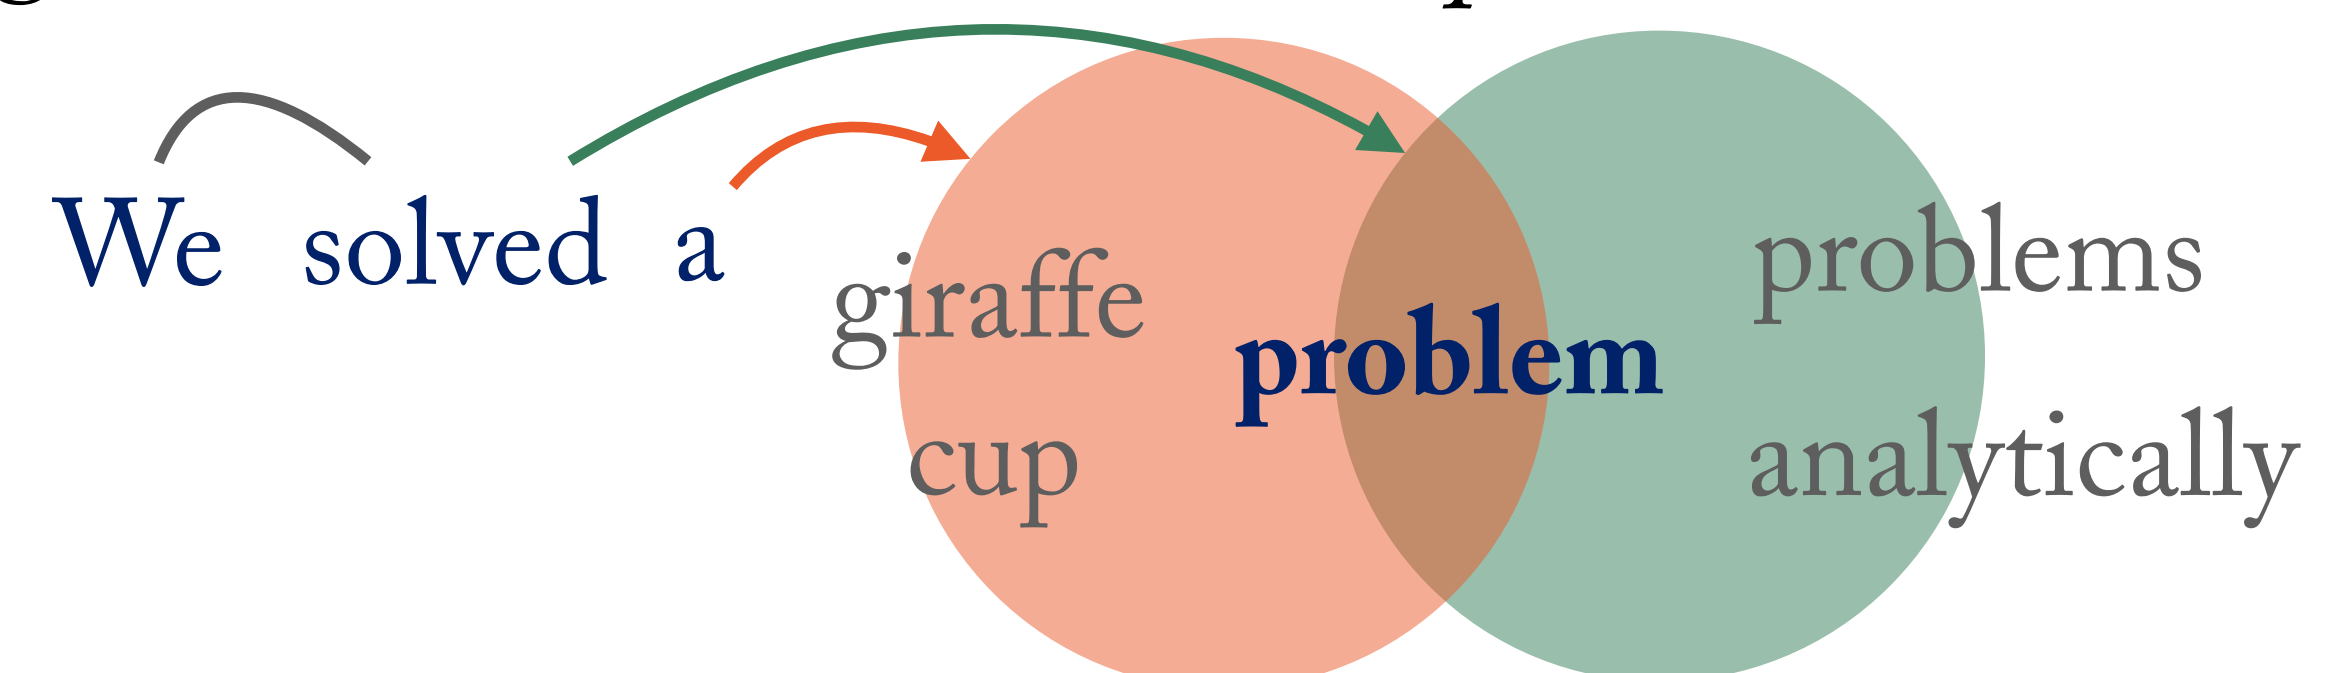 We solved a
giraffe
problem
problems
cup
analytically